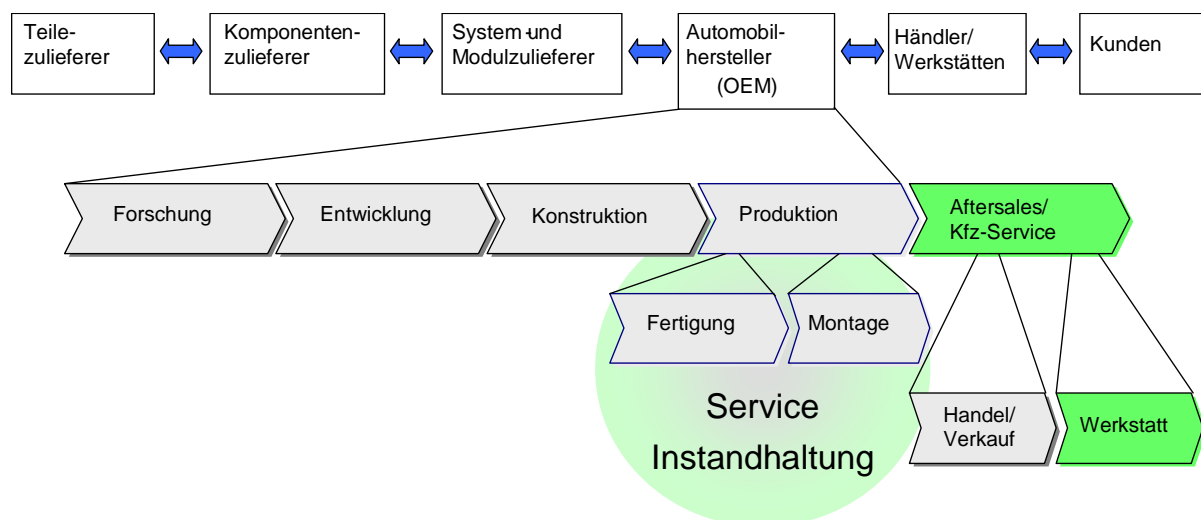 Teile-
zulieferer
Komponenten-
zulieferer
System-und
Modulzulieferer
Automobil-
hersteller
(OEM)
Händler/
Werkstätten
Kunden
Forschung
Entwicklung
Konstruktion
Produktion
Aftersales/
Kfz-Service
Fertigung
Montage
Service
Instandhaltung
Handel/
Verkauf
Werkstatt